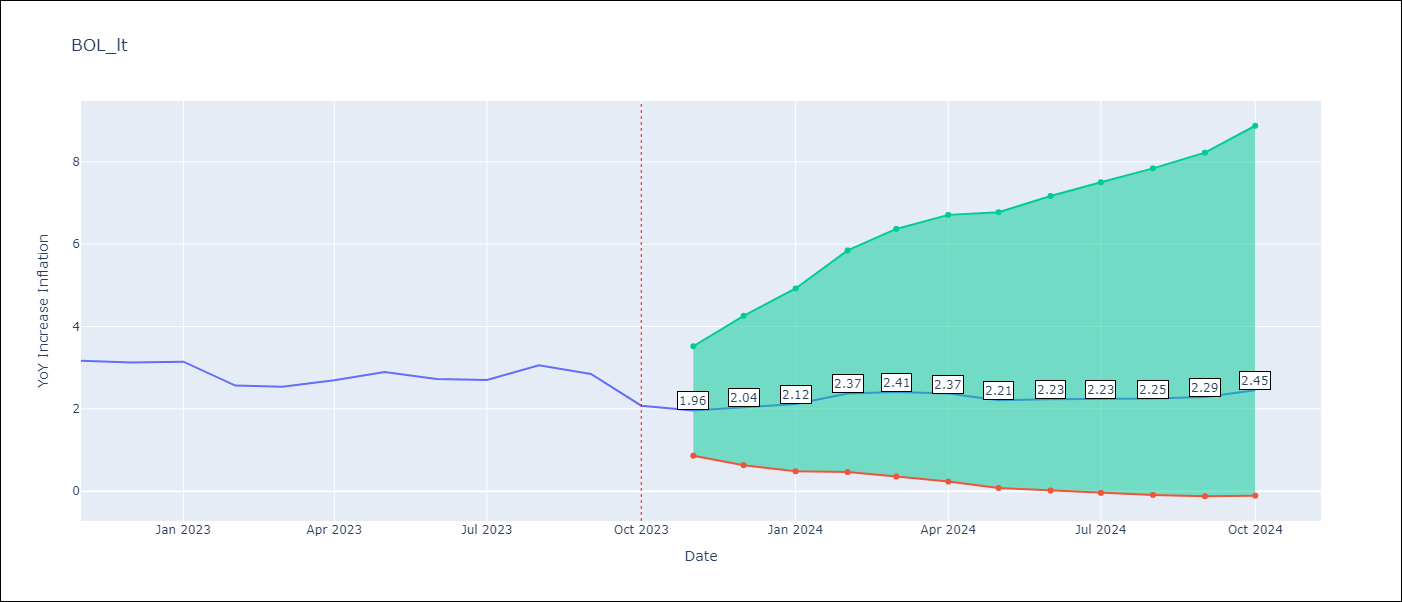 BOL_lt
YoY Increase Inflation
8
6
4
2
0
1.96 2.04 2.12 2.37 2.41 2.37 2.21 2.23 2.23 2.25 2.29 2.45
Jan 2023 Apr 2023 Jul 2023 Oct 2023 Jan 2024 Apr 2024 Jul 2024 Oct 2024
Date